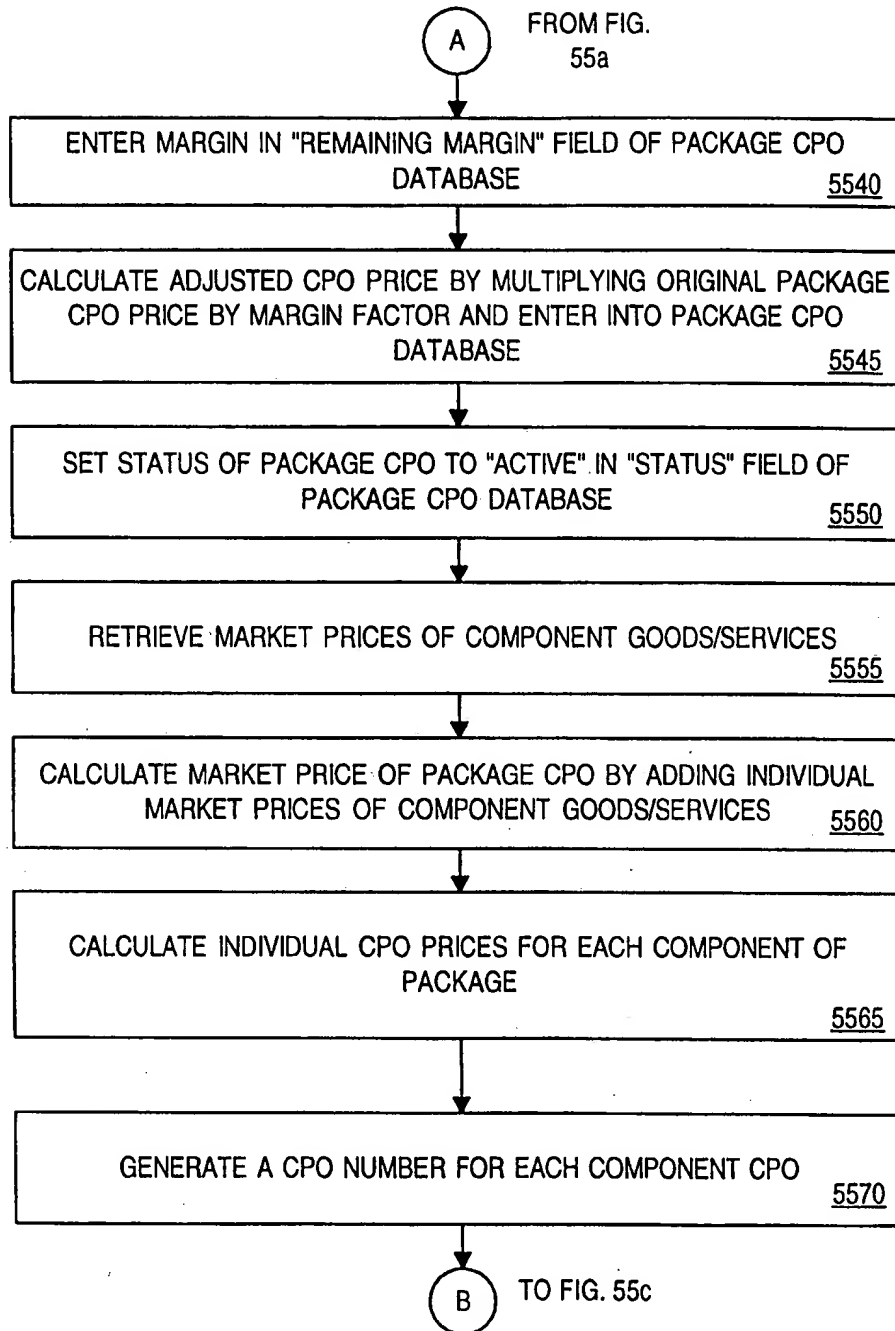 A
FROM FIG.
55a
ENTER MARGIN IN "REMAINING MARGIN" FIELD OF PACKAGE CPO
DATABASE
5540
CALCULATE ADJUSTED CPO PRICE BY MULTIPLYING ORIGINAL PACKAGE
CPO PRICE BY MARGIN FACTOR AND ENTER INTO PACKAGE CPO
DATABASE
5545
SET STATUS OF PACKAGE CPO TO "ACTIVE" IN "STATUS" FIELD OF
PACKAGE CPO DATABASE
5550
RETRIEVE MARKET PRICES OF COMPONENT GOODS/SERVICES
5555
CALCULATE MARKET PRICE OF PACKAGE CPO BY ADDING INDIVIDUAL
MARKET PRICES OF COMPONENT GOODS/SERVICES
5560
CALCULATE INDIVIDUAL CPO PRICES FOR EACH COMPONENT OF
PACKAGE
5565
GENERATE A CPO NUMBER FOR EACH COMPONENT CPO
5570
B
TO FIG. 55c